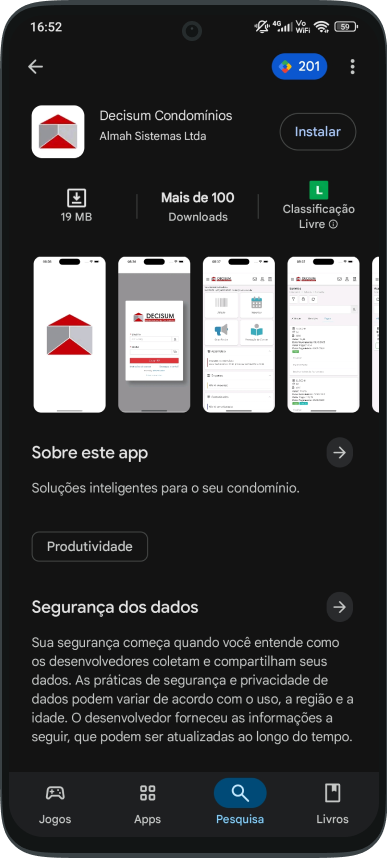 16:52
4G
Vo
WiFi
59
201
Decisum Condomínios
Almah Sistemas Ltda
Instalar
19 MB
Mais de 100
Downloads
L
Classificação
Livre
DECISUM
DECISUM
Sobre este app
Soluções inteligentes para o seu condomínio.
Produtividade
Segurança dos dados
Sua segurança começa quando você entende como
os desenvolvedores coletam e compartilham seus
dados. As práticas de segurança e privacidade de
dados podem variar de acordo com o uso, a região e a
idade. O desenvolvedor forneceu as informações a
seguir, que podem ser atualizadas ao longo do tempo.
Jogos
Apps
Pesquisa
Livros